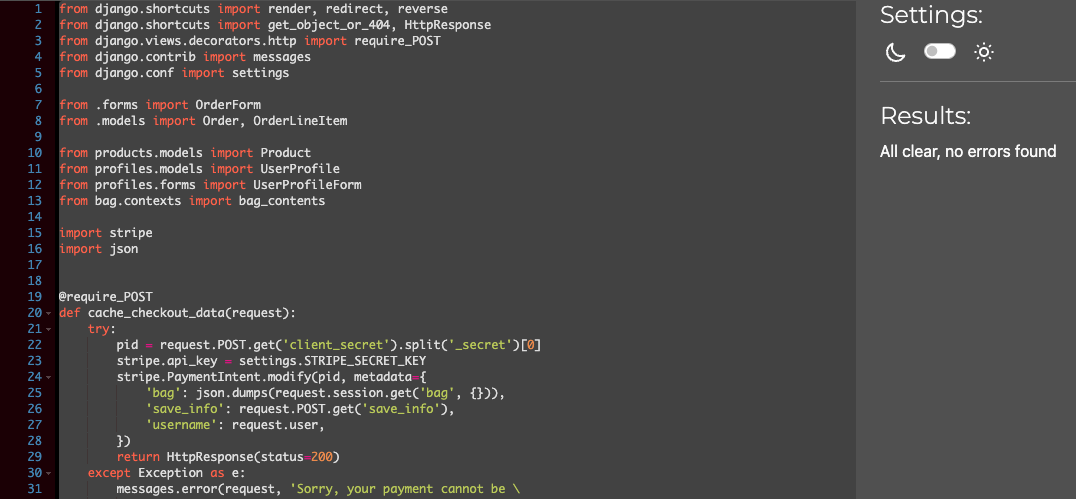 1 from django.shortcuts import render, redirect, reverse
2 from django.shortcuts import get_object_or_404, HttpResponse
3 from django.views.decorators.http import require_POST
4 from django.contrib import messages
5 from django.conf import settings
6
7 from .forms import OrderForm
8 from .models import Order, OrderLineItem
9
10 from products.models import Product
11 from profiles.models import UserProfile
12 from profiles.forms import UserProfileForm
13 from bag.contexts import bag_contents
14
15 import stripe
16 import json
17
18
19 @require_POST
20 def cache_checkout_data(request):
21     try:
22         pid = request.POST.get('client_secret').split('_secret')[0]
23         stripe.api_key = settings.STRIPE_SECRET_KEY
24         stripe.PaymentIntent.modify(pid, metadata={
25             'bag': json.dumps(request.session.get('bag', {})),
26             'save_info': request.POST.get('save_info'),
27             'username': request.user,
28         })
29         return HttpResponse(status=200)
30     except Exception as e:
31         messages.error(request, 'Sorry, your payment cannot be \
Settings:
Results:
All clear, no errors found